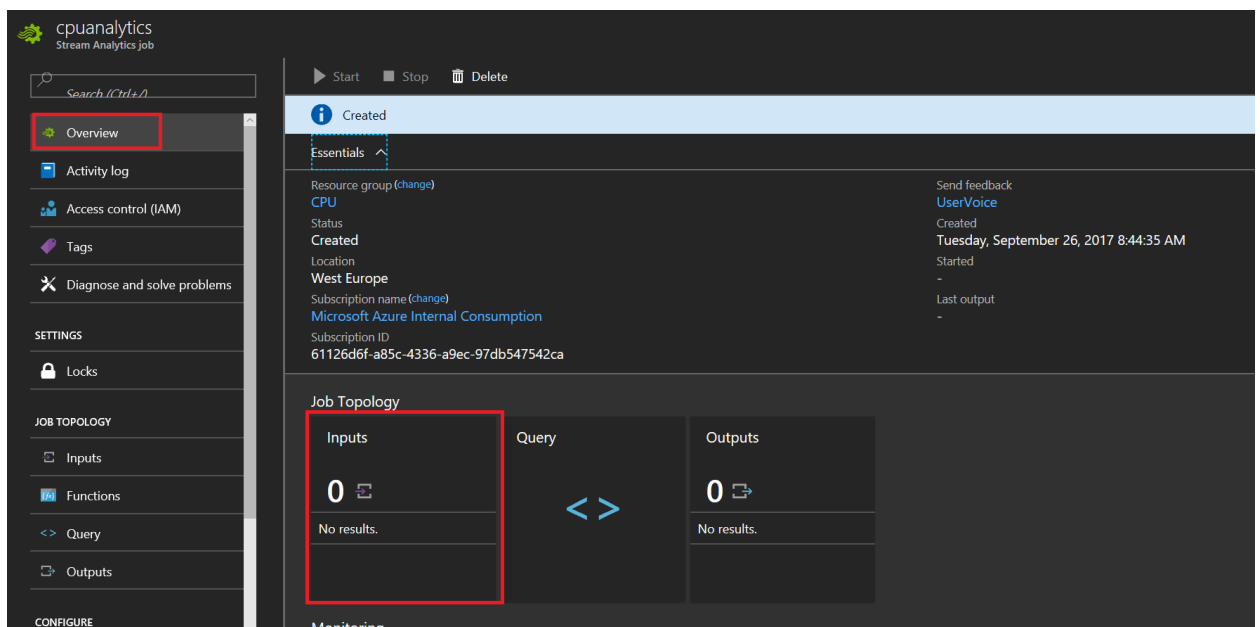 cpuanalytics
Stream Analytics job
Search (Ctrl+/)
Overview
Activity log
Access control (IAM)
Tags
Diagnose and solve problems
SETTINGS
Locks
JOB TOPOLOGY
Inputs
Functions
Query
Outputs
CONFIGURE
Start Stop Delete
Created
Essentials
Resource group (change)
CPU
Status
Created
Location
West Europe
Subscription name (change)
Microsoft Azure Internal Consumption
Subscription ID
61126d6f-a85c-4336-a9ec-97db547542ca
Send feedback
UserVoice
Created
Tuesday, September 26, 2017 8:44:35 AM
Started
-
Last output
-
Job Topology
Inputs
0
No results.
Query
< >
Outputs
0
No results.
Monitoring